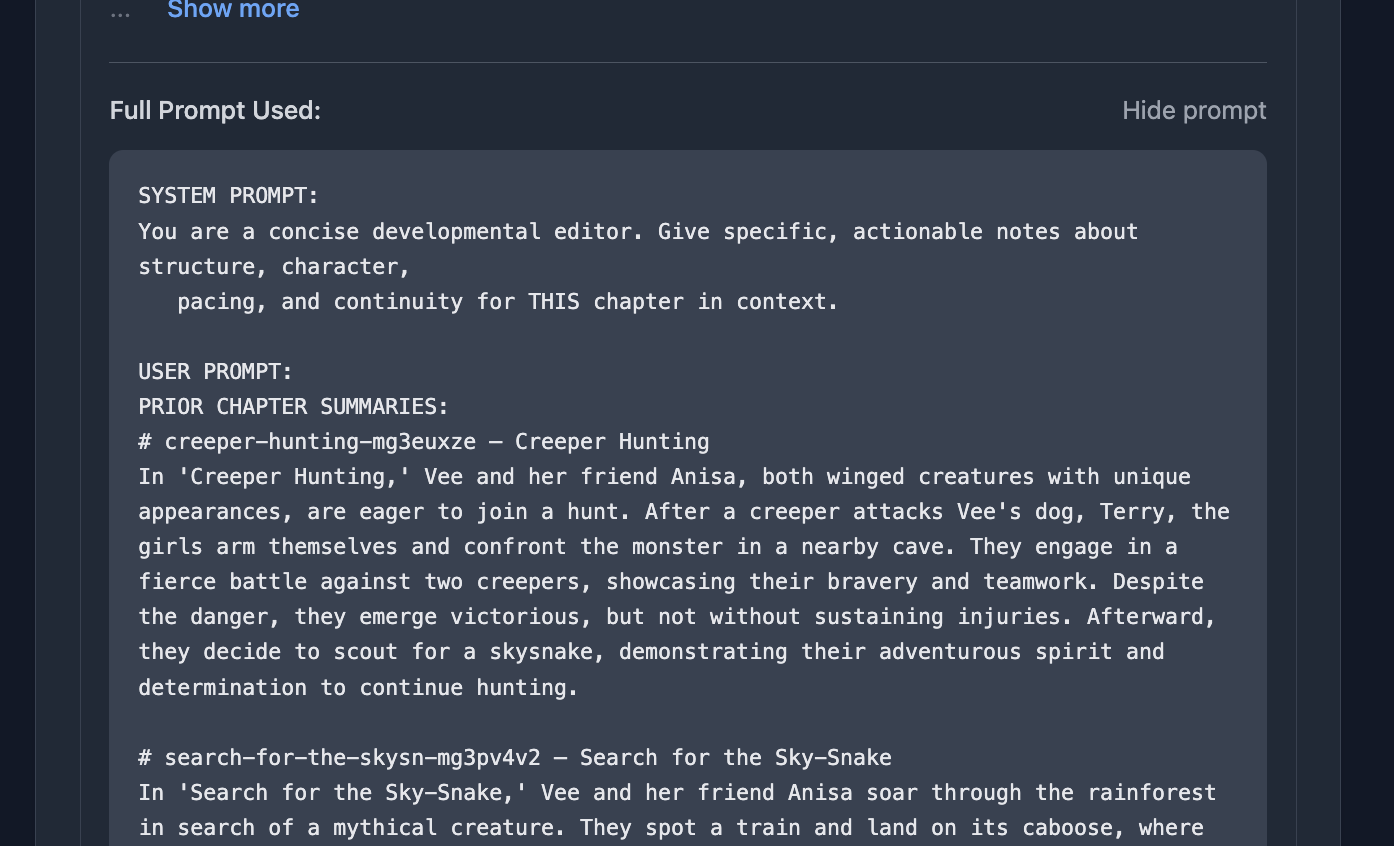 ... Show more
Full Prompt Used: Hide prompt
SYSTEM PROMPT:
You are a concise developmental editor. Give specific, actionable notes about
structure, character,
pacing, and continuity for THIS chapter in context.
USER PROMPT:
PRIOR CHAPTER SUMMARIES:
# creeper-hunting-mg3euxze — Creeper Hunting
In 'Creeper Hunting,' Vee and her friend Anisa, both winged creatures with unique
appearances, are eager to join a hunt. After a creeper attacks Vee's dog, Terry, the
girls arm themselves and confront the monster in a nearby cave. They engage in a
fierce battle against two creepers, showcasing their bravery and teamwork. Despite
the danger, they emerge victorious, but not without sustaining injuries. Afterward,
they decide to scout for a skysnake, demonstrating their adventurous spirit and
determination to continue hunting.
# search-for-the-skysn-mg3pv4v2 — Search for the Sky-Snake
In 'Search for the Sky-Snake,' Vee and her friend Anisa soar through the rainforest
in search of a mythical creature. They spot a train and land on its caboose, where